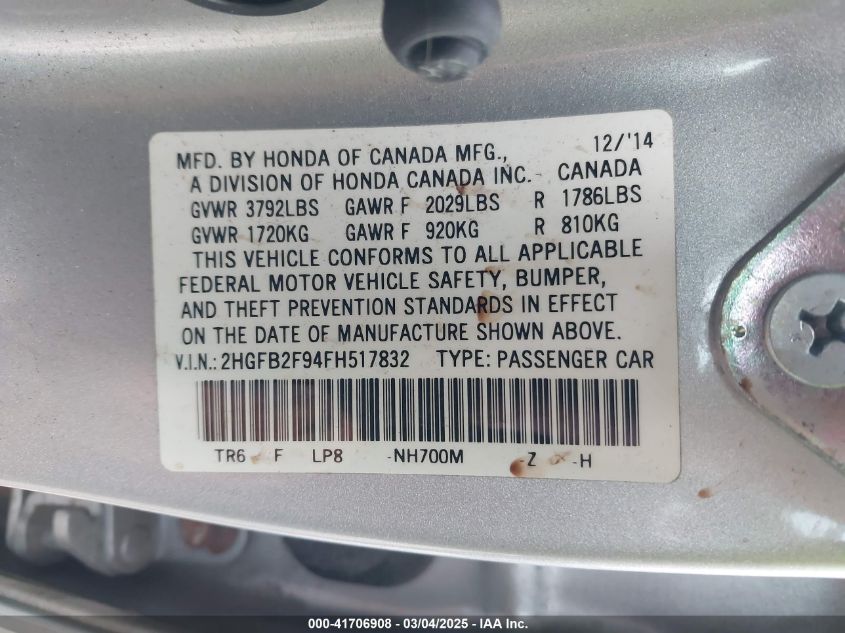 12/'14
MFD. BY HONDA OF CANADA MFG.,
A DIVISION OF HONDA CANADA INC. CANADA
GVWR 3792LBS GAWR F 2029LBS R 1786LBS
GVWR 1720KG GAWR F 920KG R 810KG
THIS VEHICLE CONFORMS TO ALL APPLICABLE
FEDERAL MOTOR VEHICLE SAFETY, BUMPER,
AND THEFT PREVENTION STANDARDS IN EFFECT
ON THE DATE OF MANUFACTURE SHOWN ABOVE.
V.I.N.: 2HGFB2F94FH517832 TYPE: PASSENGER CAR
TR6 F LP8 -NH700M -Z -H
000-41706908 - 03/04/2025 - © IAA Holdings, LLC.